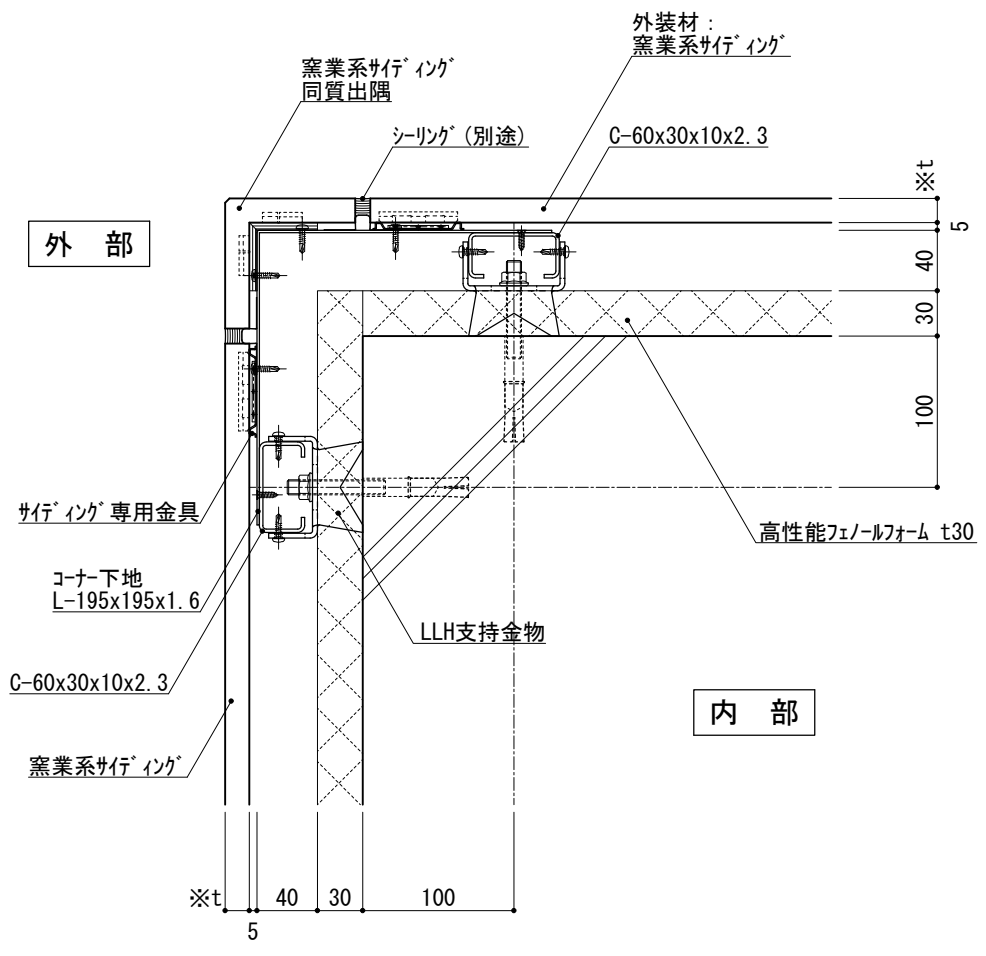 外装材：
窯業系ｻｲﾃﾞｨﾝｸﾞ
窯業系ｻｲﾃﾞｨﾝｸﾞ
同質出隅
ｼｰﾘﾝｸﾞ(別途)
C-60x30x10x2.3
※t
5
40
30
100
外 部
ｻｲﾃﾞｨﾝｸﾞ専用金具
高性能ﾌｪﾉｰﾙﾌｫｰﾑ t30
ｺｰﾅｰ下地
L-195x195x1.6
LLH支持金物
C-60x30x10x2.3
内 部
窯業系ｻｲﾃﾞｨﾝｸﾞ
※t
40
30
100
5